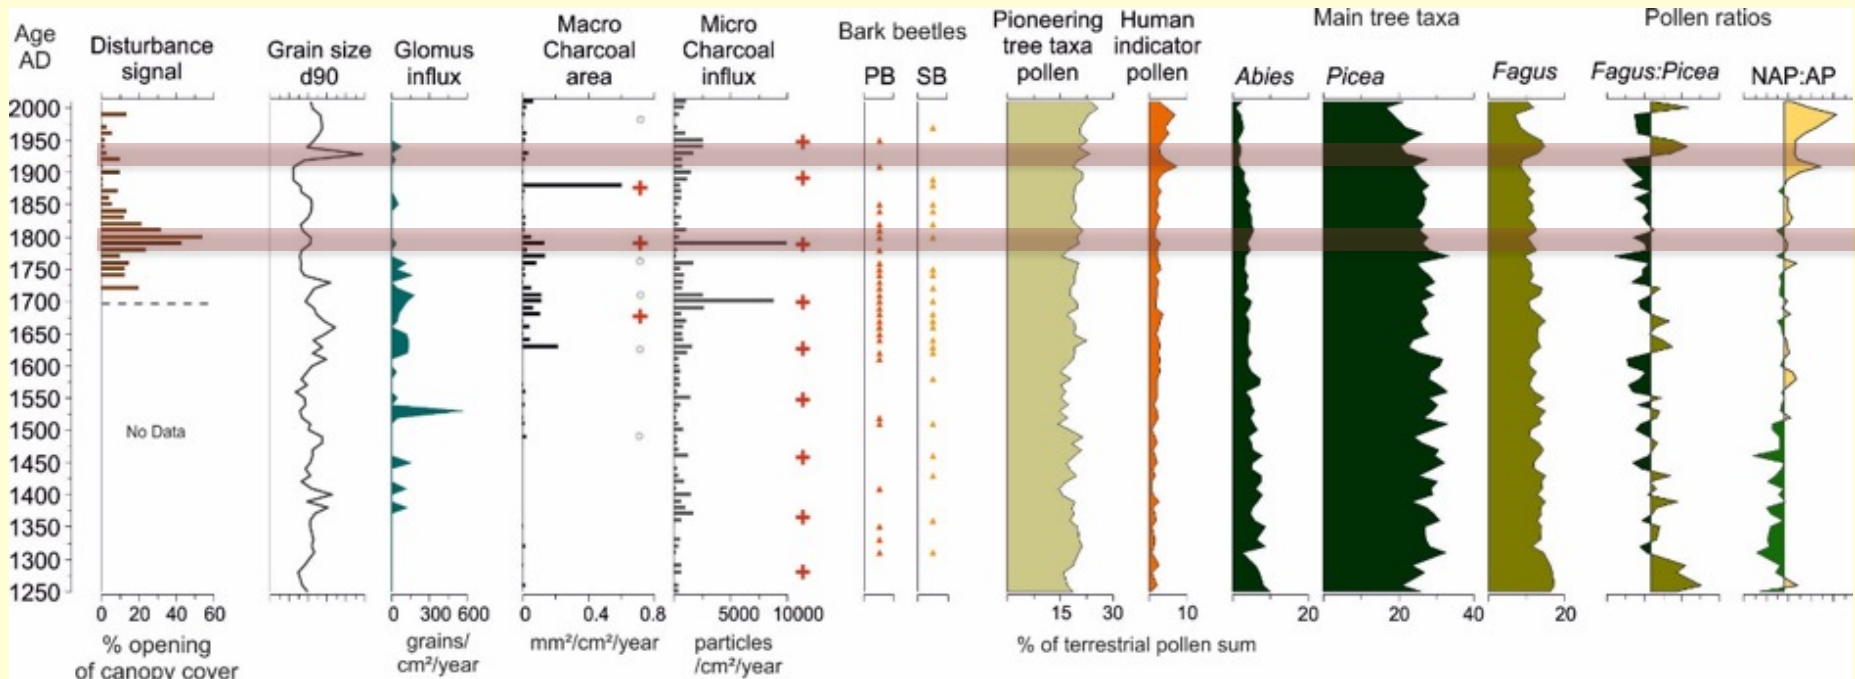 Age
AD
Disturbance
signal
Grain size
d90
Glomus
influx
Macro
Charcoal
area
Micro
Charcoal
influx
Bark beetles
PB
SB
Pioneering
tree taxa
pollen
Human
indicator
pollen
Main tree taxa
Abies
Picea
Fagus
Pollen ratios
Fagus:Picea
NAP:AP
2000
1950
1900
1850
1800
1750
1700
1650
1600
1550
1500
1450
1400
1350
1300
1250
No Data
0 20 40 60
% opening
of canopy cover
0 300 600
grains/
cm²/year
0 0.4 0.8
mm²/cm²/year
0 5000 10000
particles
/cm²/year
15 30
10
20
20 40
20
% of terrestrial pollen sum